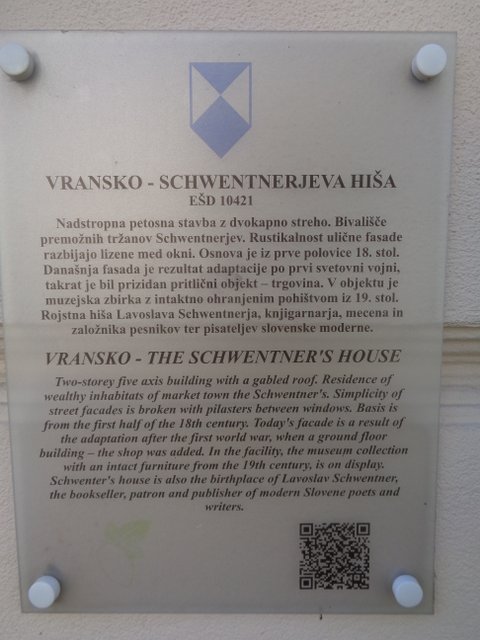 VRANSKO - SCHWENTNERJEVA HIŠA
EŠD 10421
Nadstropna petosna stavba z dvokapno streho. Bivališče
premožnih tržanov Schwentnerjev. Rustikalnost ulične fasade
razbijajo lizene med okni. Osnova je iz prve polovice 18. stol.
Današnja fasada je rezultat adaptacije po prvi svetovni vojni,
takrat je bil prizidan pritlični objekt – trgovina. V objektu je
muzejska zbirka z intaktno ohranjenim pohištvom iz 19. stol.
Rojstna hiša Lavoslava Schwentnerja, knjigarnarja, mecena in
založnika pesnikov ter pisateljev slovenske moderne.
VRANSKO - THE SCHWENTNER'S HOUSE
Two-storey five axis building with a gabled roof. Residence of
wealthy inhabitats of market town the Schwentner's. Simplicity of
street facades is broken with pilasters between windows. Basis is
from the first half of the 18th century. Today's facade is a result of
the adaptation after the first world war, when a ground floor
building – the shop was added. In the facility, the museum collection
with an intact furniture from the 19th century, is on display.
Schwenter's house is also the birthplace of Lavoslav Schwentner,
the bookseller, patron and publisher of modern Slovene poets and
writers.